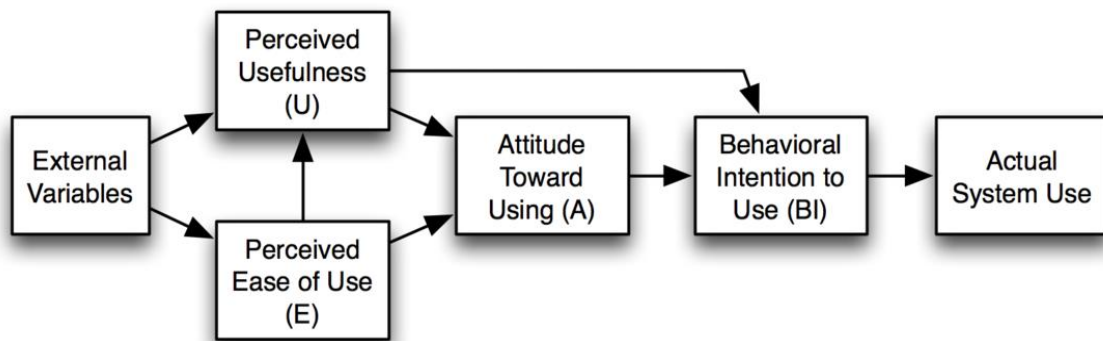 External
Variables
Perceived
Usefulness
(U)
Perceived
Ease of Use
(E)
Attitude
Toward
Using (A)
Behavioral
Intention to
Use (BI)
Actual
System Use